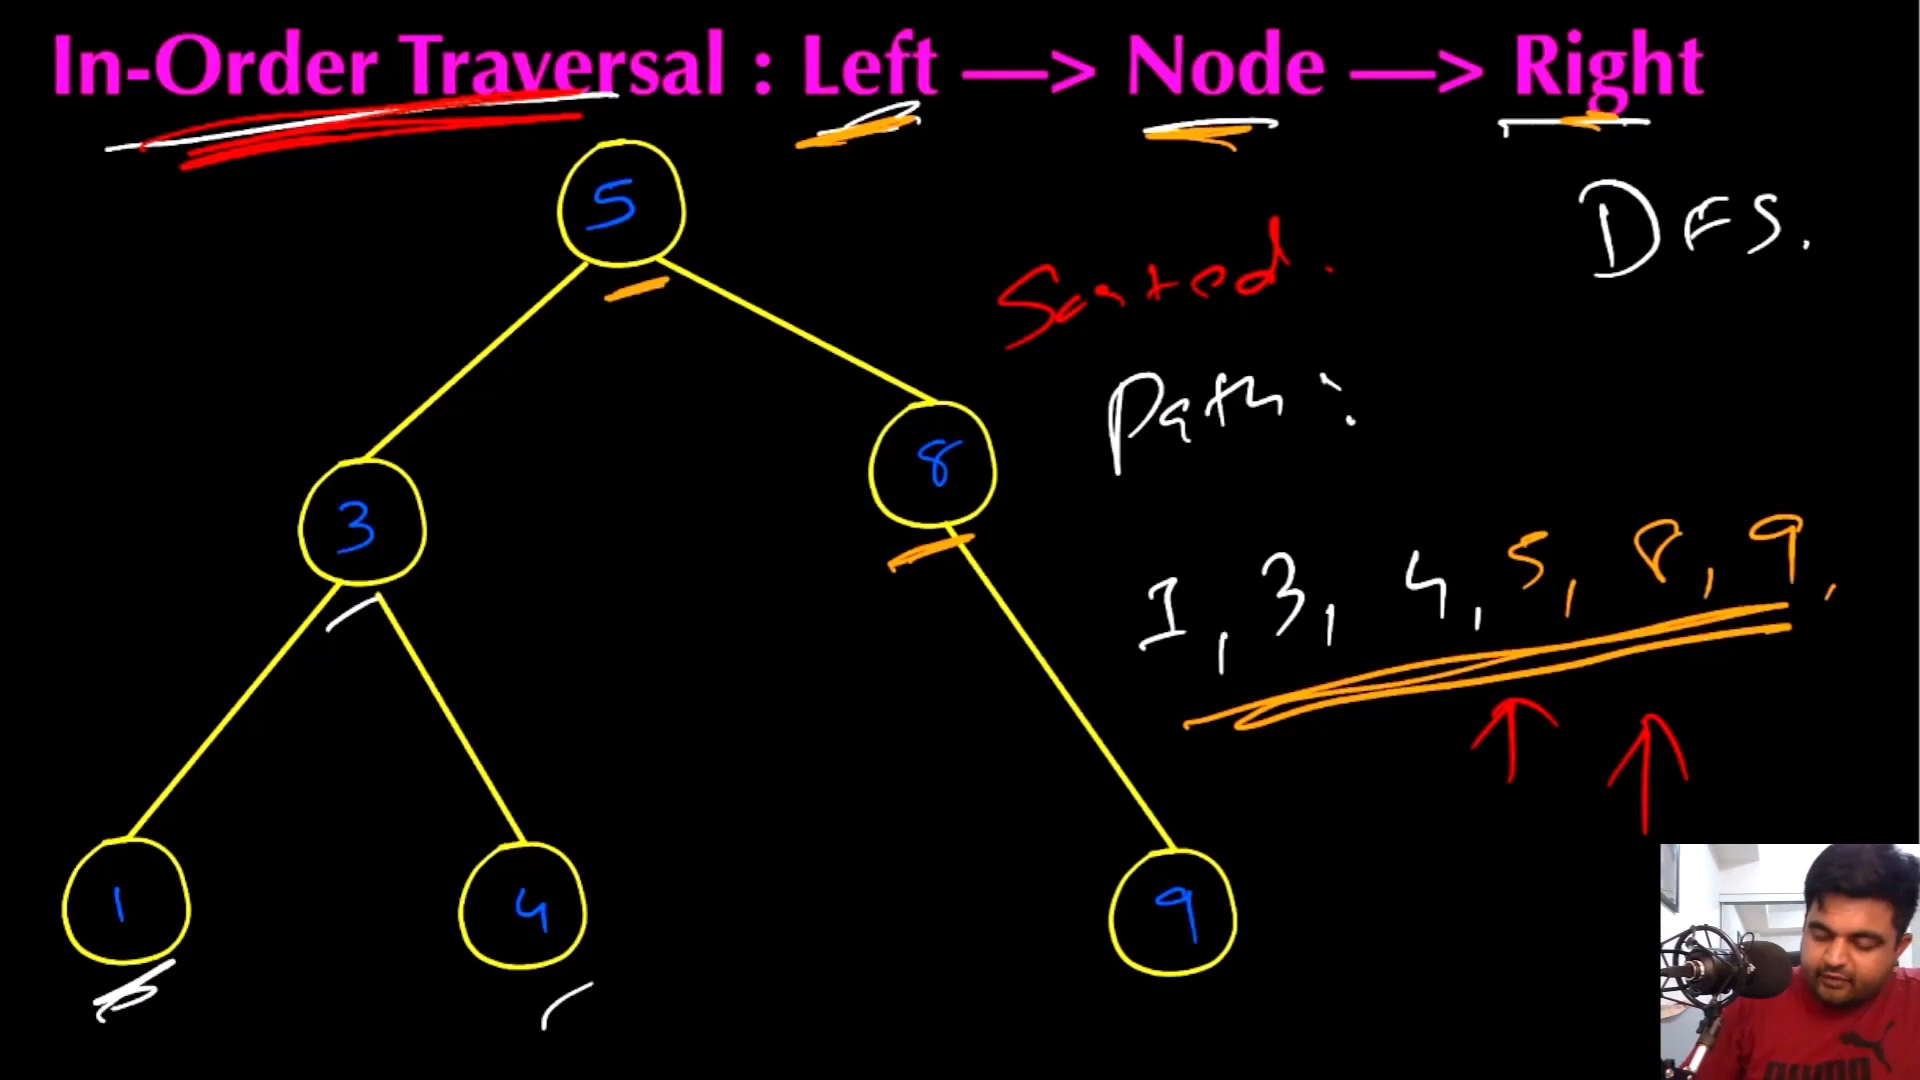 In-Order Traversal : Left —> Node —> Right
5
DFS.
Sorted.
Path :
8
3
1, 3, 4, 5, 8, 9,
1
4
9
PUMA